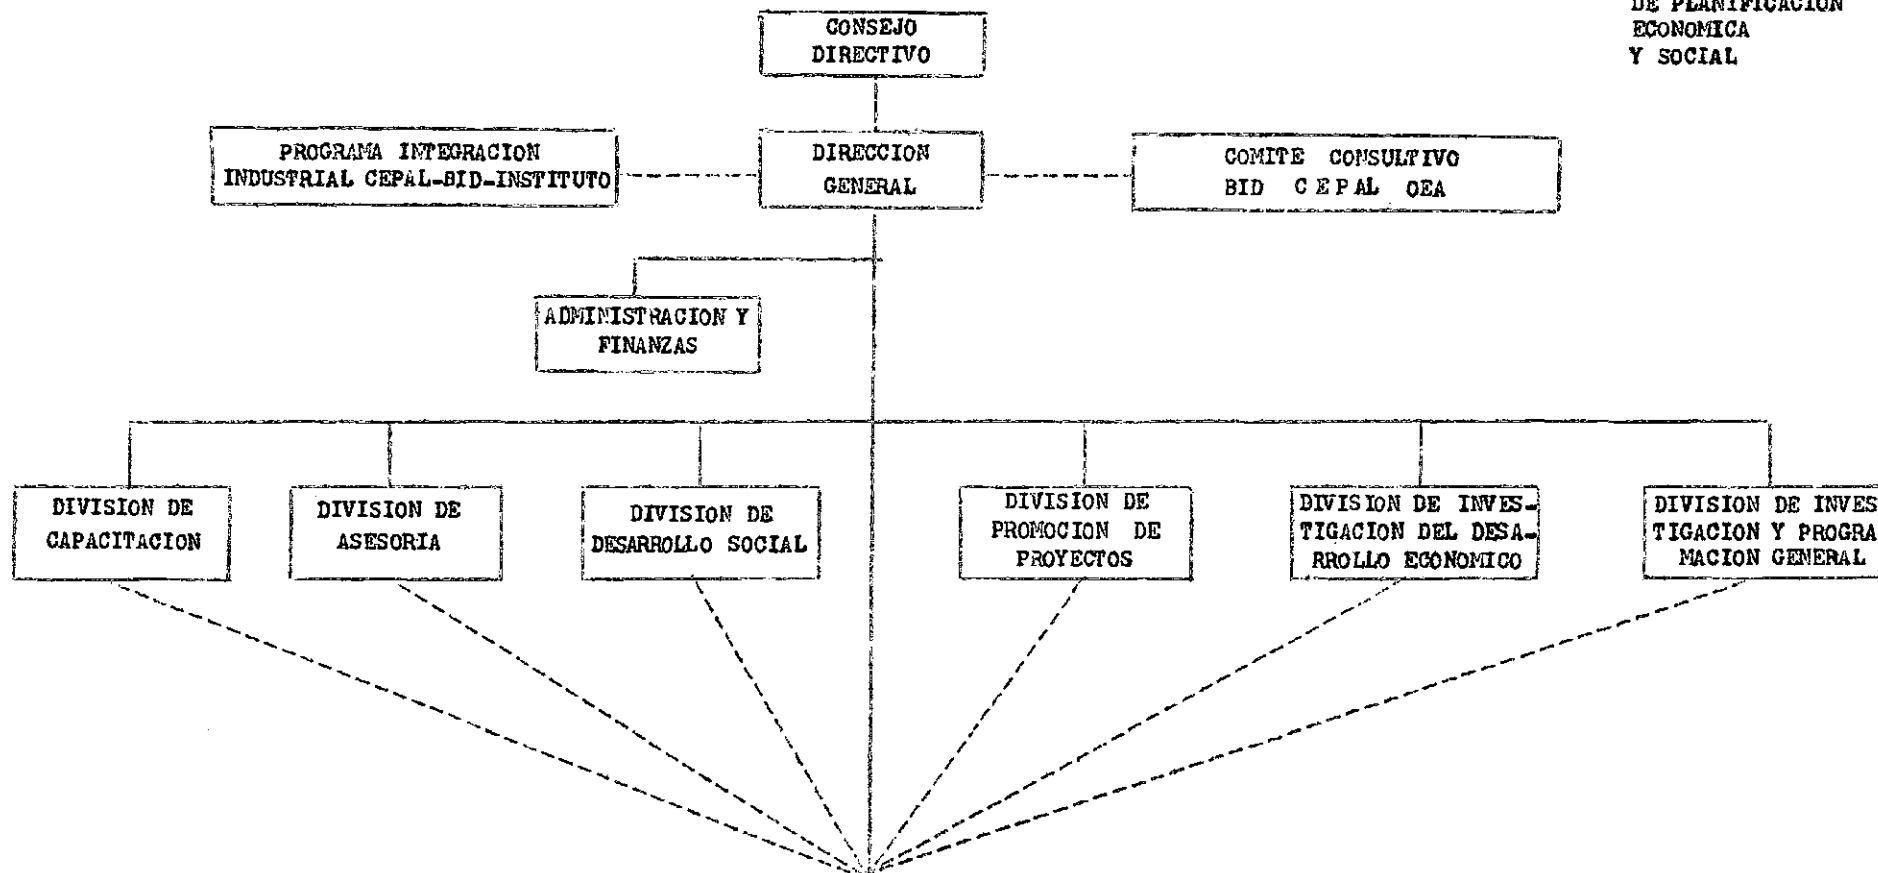 DE PLANIFICACION
ECONOMICA
Y SOCIAL
CONSEJO
DIRECTIVO
PROGRAMA INTEGRACION
INDUSTRIAL CEPAL-BID-INSTITUTO
DIRECCION
GENERAL
COMITE CONSULTIVO
BID C E P A L OEA
ADMINISTRACION Y
FINANZAS
DIVISION DE
CAPACITACION
DIVISION DE
ASESORIA
DIVISION DE
DESARROLLO SOCIAL
DIVISION DE
PROMOCION DE
PROYECTOS
DIVISION DE INVES-
TIGACION DEL DESA-
RROLLO ECONOMICO
DIVISION DE INVES
TIGACION Y PROGRA
MACION GENERAL